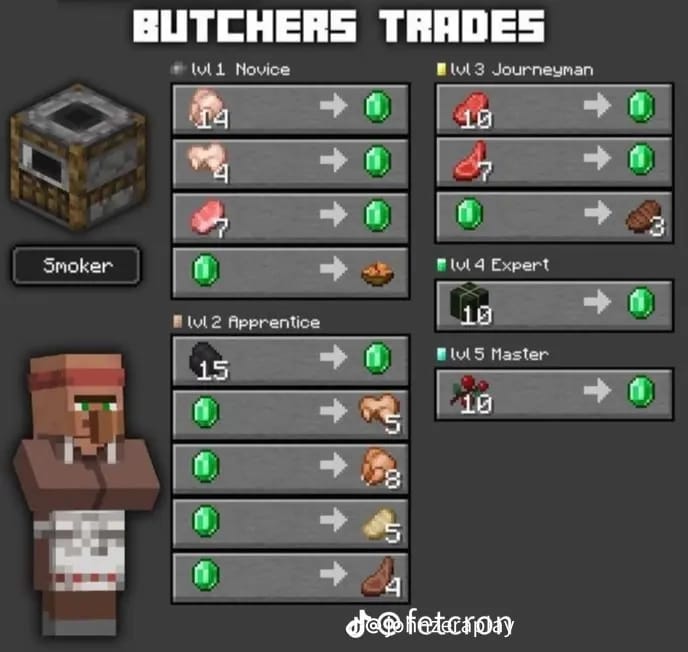 BUTCHERS TRADES
lvl 1 Novice
14
4
7
lvl 2 Apprentice
15
5
8
5
4
lvl 3 Journeyman
10
7
3
lvl 4 Expert
10
lvl 5 Master
10
Smoker
fetcron